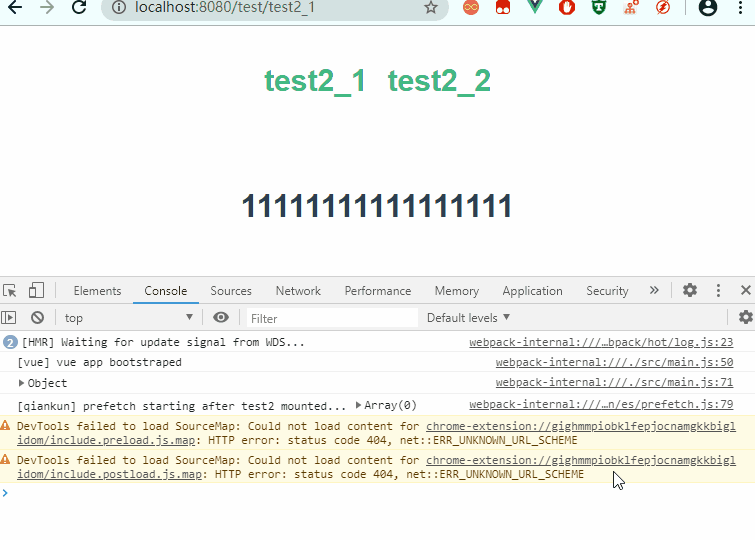 localhost:8080/test/test2_1
test2_1 test2_2
11111111111111111
Elements Console Sources Network Performance Memory Application Security
top Filter Default levels ▼
2 [HMR] Waiting for update signal from WDS... webpack-internal:///…bpack/hot/log.js:23
[vue] vue app bootstraped webpack-internal:///./src/main.js:50
Object webpack-internal:///./src/main.js:71
[qiankun] prefetch starting after test2 mounted... Array(0) webpack-internal:///…n/es/prefetch.js:79
DevTools failed to load SourceMap: Could not load content for chrome-extension://gighmmpiobklfepjocnamgkkbigl
idom/include.preload.js.map: HTTP error: status code 404, net::ERR_UNKNOWN_URL_SCHEME
DevTools failed to load SourceMap: Could not load content for chrome-extension://gighmmpiobklfepjocnamgkkbigl
idom/include.postload.js.map: HTTP error: status code 404, net::ERR_UNKNOWN_URL_SCHEME